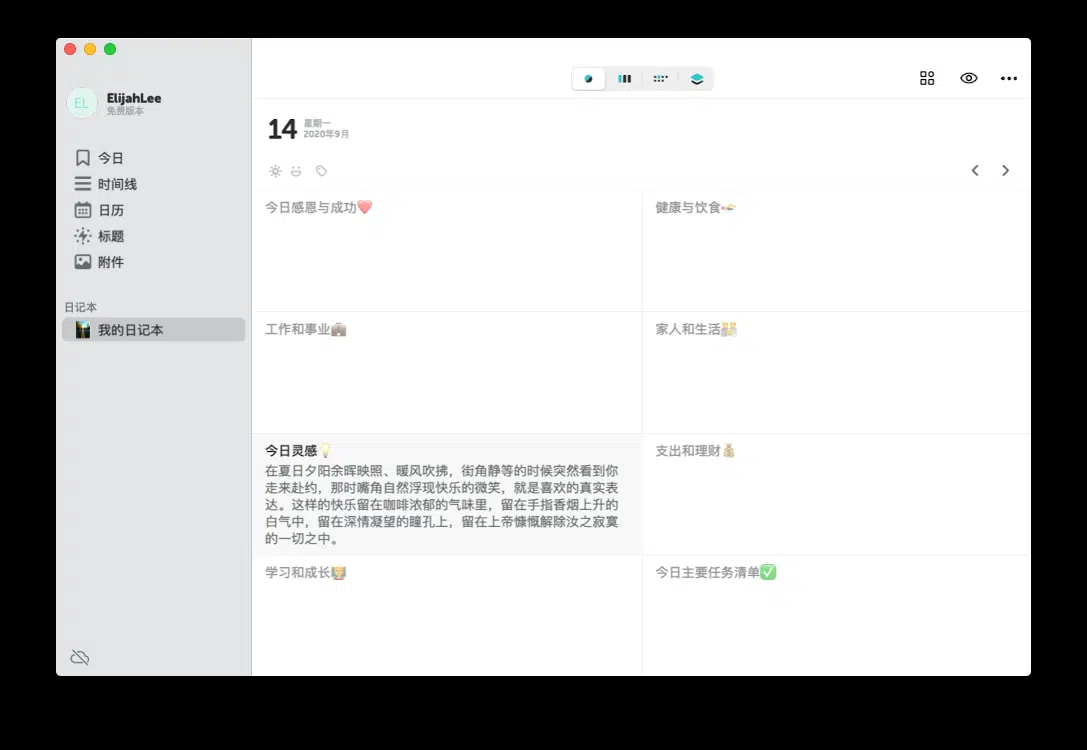 EL
ElijahLee
免费版本
今日
时间线
日历
标题
附件
日记本
我的日记本
14
星期一
2020年9月
今日感恩与成功❤️
健康与饮食🥗
工作和事业💼
家人和生活👨‍👩‍👧‍👦
今日灵感💡
在夏日夕阳余晖映照、暖风吹拂，街角静等的时候突然看到你
走来赴约，那时嘴角自然浮现快乐的微笑，就是喜欢的真实表
达。这样的快乐留在咖啡浓郁的气味里，留在手指香烟上升的
白气中，留在深情凝望的瞳孔上，留在上帝慷慨解除汝之寂寞
的一切之中。
支出和理财💰
学习和成长👨‍🏫
今日主要任务清单✅